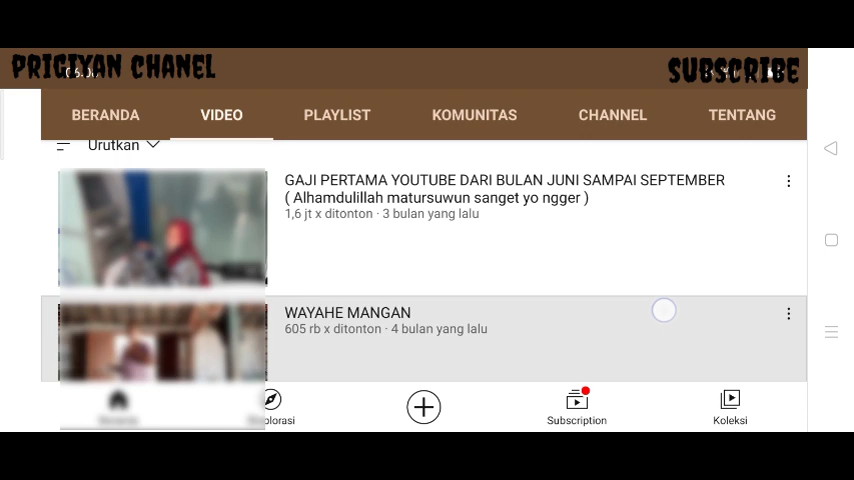 PRIGIYAN CHANEL
SUBSCRIBE
BERANDA VIDEO PLAYLIST KOMUNITAS CHANNEL TENTANG
Urutkan
GAJI PERTAMA YOUTUBE DARI BULAN JUNI SAMPAI SEPTEMBER
( Alhamdulillah matursuwun sanget yo ngger )
1,6 jt x ditonton · 3 bulan yang lalu
WAYAHE MANGAN
605 rb x ditonton · 4 bulan yang lalu
Subscription Koleksi